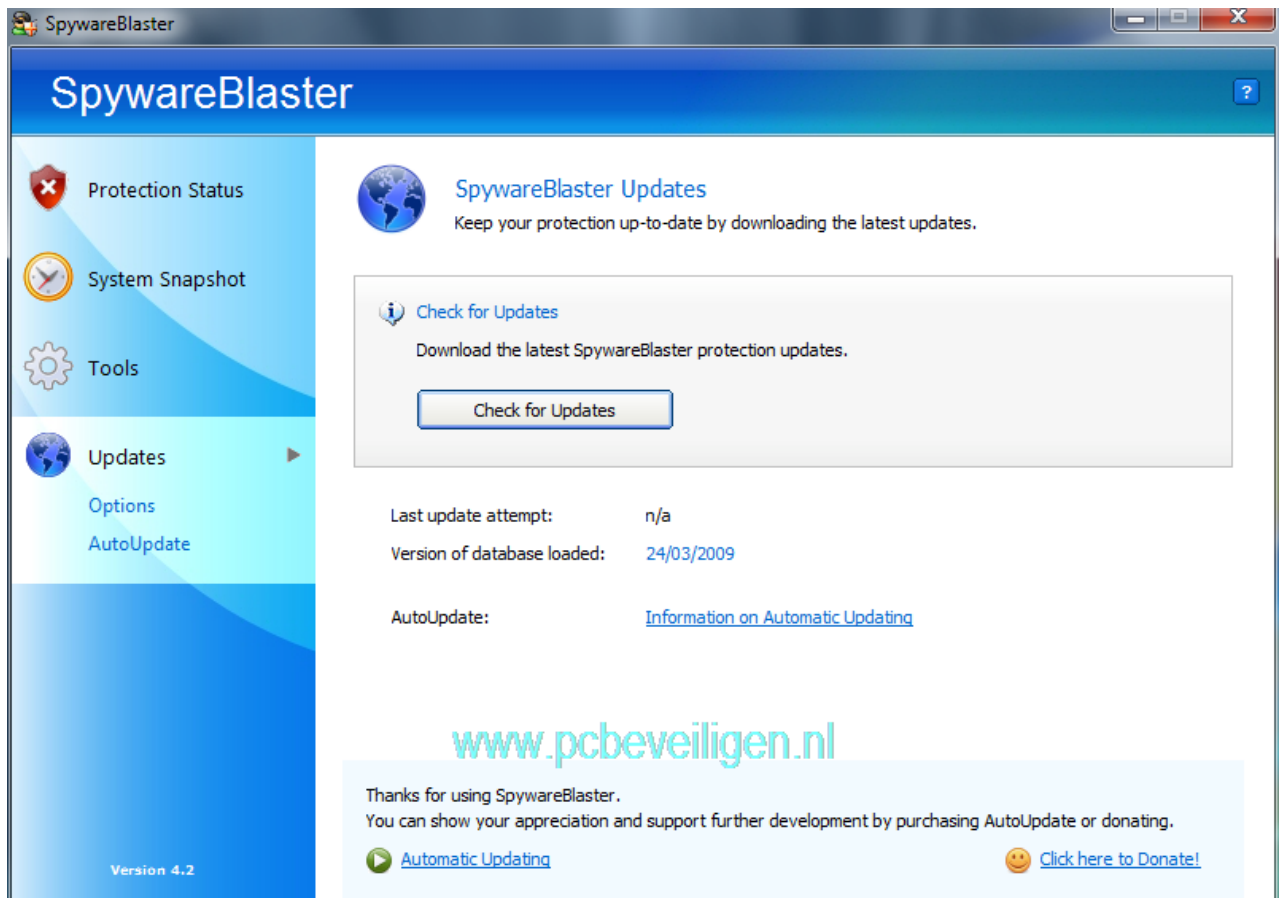 SpywareBlaster
SpywareBlaster
?
Protection Status
System Snapshot
Tools
Updates
Options
AutoUpdate
Version 4.2
SpywareBlaster Updates
Keep your protection up-to-date by downloading the latest updates.
Check for Updates
Download the latest SpywareBlaster protection updates.
Check for Updates
Last update attempt: n/a
Version of database loaded: 24/03/2009
AutoUpdate: Information on Automatic Updating
www.pcbeveiligen.nl
Thanks for using SpywareBlaster.
You can show your appreciation and support further development by purchasing AutoUpdate or donating.
Automatic Updating Click here to Donate!